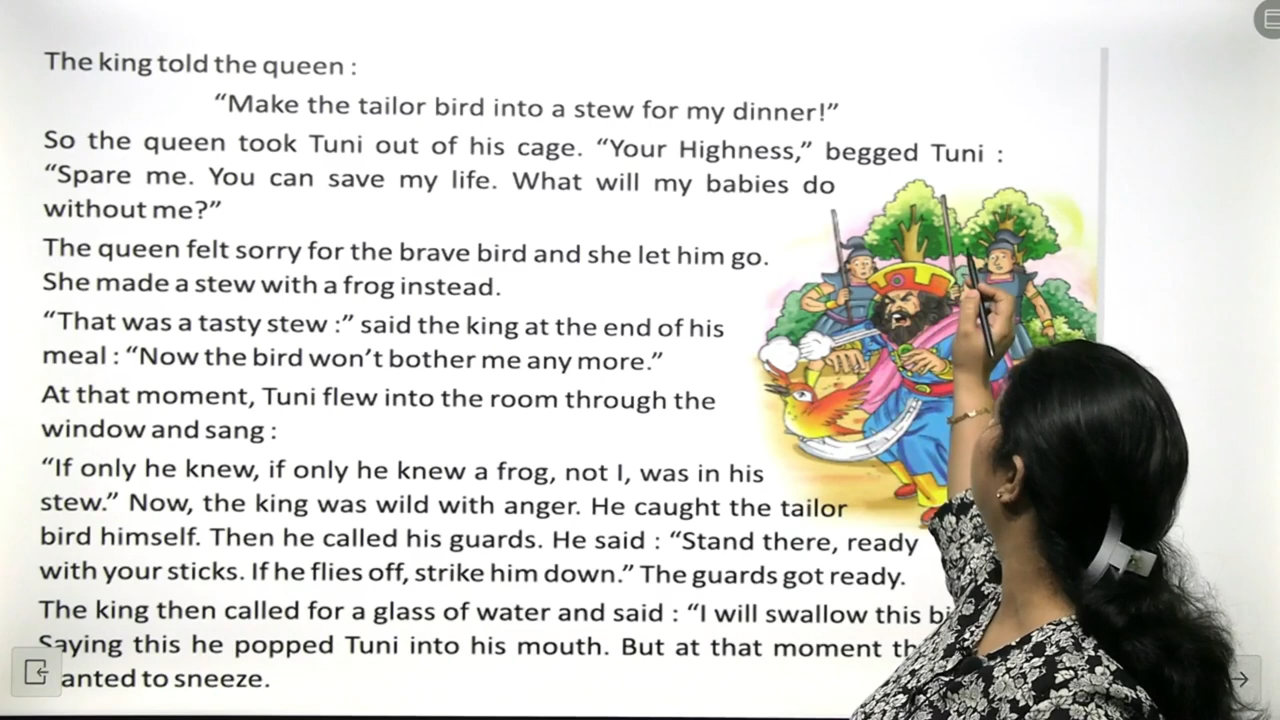 The king told the queen :
“Make the tailor bird into a stew for my dinner!”
So the queen took Tuni out of his cage. “Your Highness,” begged Tuni :
“Spare me. You can save my life. What will my babies do
without me?”
The queen felt sorry for the brave bird and she let him go.
She made a stew with a frog instead.
“That was a tasty stew :” said the king at the end of his
meal : “Now the bird won’t bother me any more.”
At that moment, Tuni flew into the room through the
window and sang :
“If only he knew, if only he knew a frog, not I, was in his
stew.” Now, the king was wild with anger. He caught the tailor
bird himself. Then he called his guards. He said : “Stand there, ready
with your sticks. If he flies off, strike him down.” The guards got ready.
The king then called for a glass of water and said : “I will swallow this
Saying this he popped Tuni into his mouth. But at that moment
to sneeze.